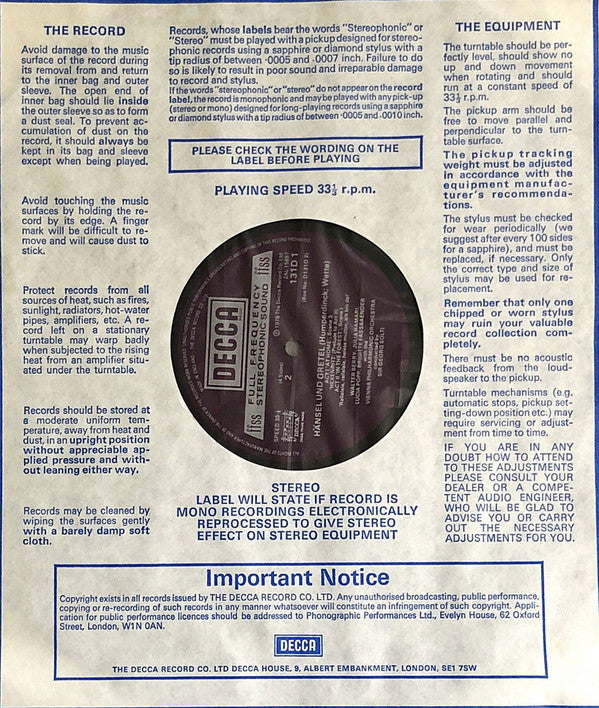 THE RECORD
Avoid damage to the music
surface of the record during
its removal from and return
to the inner bag and outer
sleeve. The open end of
inner bag should lie inside
the outer sleeve so as to form
a dust seal. To prevent ac-
cumulation of dust on the
record, it should always be
kept in its bag and sleeve
except when being played.
Avoid touching the music
surfaces by holding the re-
cord by its edge. A finger
mark will be difficult to re-
move and will cause dust to
stick.
Protect records from all
sources of heat, such as fires,
sunlight, radiators, hot-water
pipes, amplifiers, etc. A re-
cord left on a stationary
turntable may warp badly
when subjected to the rising
heat from an amplifier situ-
ated under the turntable.
Records should be stored at
a moderate uniform tem-
perature, away from heat and
dust, in an upright position
without appreciable ap-
plied pressure and with-
out leaning either way.
Records may be cleaned by
wiping the surfaces gently
with a barely damp soft
cloth.
Records, whose labels bear the words "Stereophonic" or
"Stereo" must be played with a pickup designed for stereo-
phonic records using a sapphire or diamond stylus with a
tip radius of between ·0005 and .0007 inch. Failure to do
so is likely to result in poor sound and irreparable damage
to record and stylus.
If the words "stereophonic" or "stereo" do not appear on the record
label, the record is monophonic and may be played with any pick-up
(stereo or mono) designed for long-playing records using a sapphire
or diamond stylus with a tip radius of between ·0005 and ·0010 inch.
PLEASE CHECK THE WORDING ON THE
LABEL BEFORE PLAYING
PLAYING SPEED 33⅓ r.p.m.
DECCA
FULL FREQUENCY
STEREOPHONIC SOUND
ffss
ffss
131D 1
(Box No. D131D 2)
2
HÄNSEL UND GRETEL (Humperdinck; Wette)
WALTER BERRY
LUCIA POPP BRIGITTE FASSBAENDER
VIENNA PHILHARMONIC ORCHESTRA
SIR GEORG SOLTI
STEREO
LABEL WILL STATE IF RECORD IS
MONO RECORDINGS ELECTRONICALLY
REPROCESSED TO GIVE STEREO
EFFECT ON STEREO EQUIPMENT
THE EQUIPMENT
The turntable should be per-
fectly level, should show no
up and down movement
when rotating and should
run at a constant speed of
33⅓ r.p.m.
The pickup arm should be
free to move parallel and
perpendicular to the turn-
table surface.
The pickup tracking
weight must be adjusted
in accordance with the
equipment manufac-
turer's recommenda-
tions.
The stylus must be checked
for wear periodically (we
suggest after every 100 sides
for a sapphire), and must be
replaced, if necessary. Only
the correct type and size of
stylus may be used for re-
placement.
Remember that only one
chipped or worn stylus
may ruin your valuable
record collection com-
pletely.
There must be no acoustic
feedback from the loud-
speaker to the pickup.
Turntable mechanisms (e.g.
automatic stops, pickup set-
ting-down position etc.) may
require servicing or adjust-
ment from time to time.
IF YOU ARE IN ANY
DOUBT HOW TO ATTEND
TO THESE ADJUSTMENTS
PLEASE CONSULT YOUR
DEALER OR A COMPE-
TENT AUDIO ENGINEER,
WHO WILL BE GLAD TO
ADVISE YOU OR CARRY
OUT THE NECESSARY
ADJUSTMENTS FOR YOU.
Important Notice
Copyright exists in all records issued by THE DECCA RECORD CO. LTD. Any unauthorised broadcasting, public performance,
copying or re-recording of such records in any manner whatsoever will constitute an infringement of such copyright. Appli-
cation for public performance licences should be addressed to Phonographic Performances Ltd., Evelyn House, 62 Oxford
Street, London, W1N 0AN.
DECCA
THE DECCA RECORD CO. LTD DECCA HOUSE, 9, ALBERT EMBANKMENT, LONDON, SE1 7SW